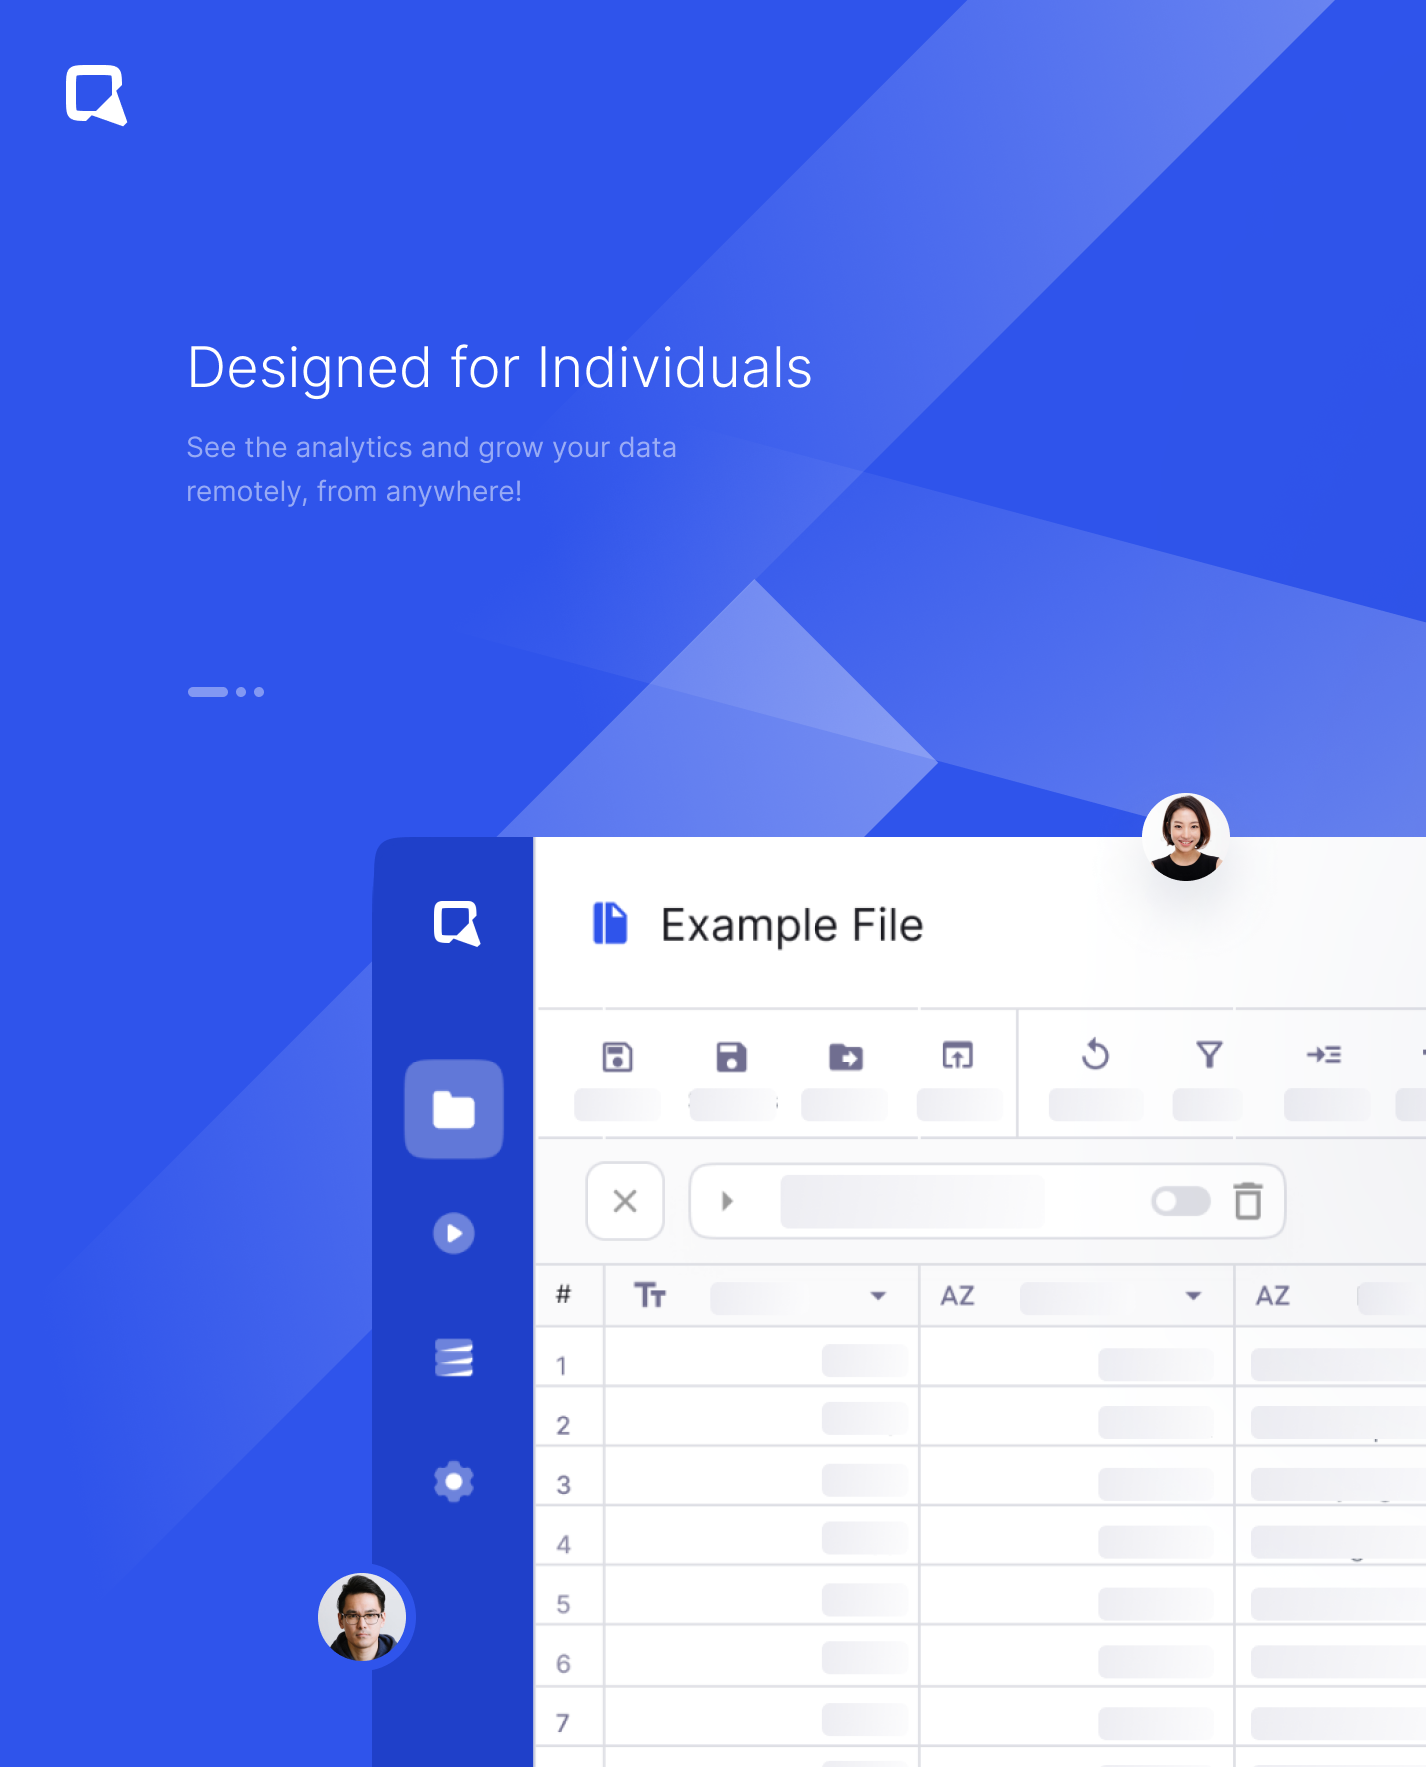 Designed for Individuals
See the analytics and grow your data
remotely, from anywhere!
Example File
# Tт AZ AZ
1
2
3
4
5
6
7